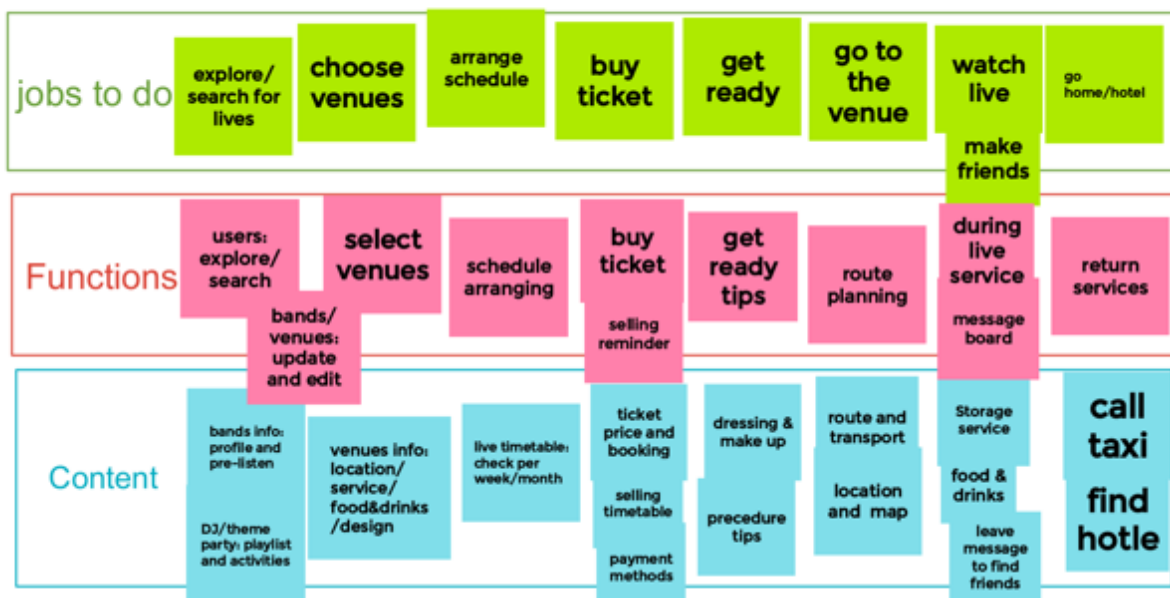 jobs to do
explore/
search for
lives
choose
venues
arrange
schedule
buy
ticket
get
ready
go to
the
venue
watch
live
make
friends
go
home/hotel
Functions
users:
explore/
search
bands/
venues:
update
and edit
select
venues
schedule
arranging
buy
ticket
selling
reminder
get
ready
tips
route
planning
during
live
service
message
board
return
services
Content
bands info:
profile and
pre-listen
DJ/theme
party: playlist
and activities
venues info:
location/
service/
food&drinks
/design
live timetable:
check per
week/month
ticket
price and
booking
selling
timetable
payment
methods
dressing &
make up
precedure
tips
route and
transport
location
and map
Storage
service
food &
drinks
leave
message
to find
friends
call
taxi
find
hotle